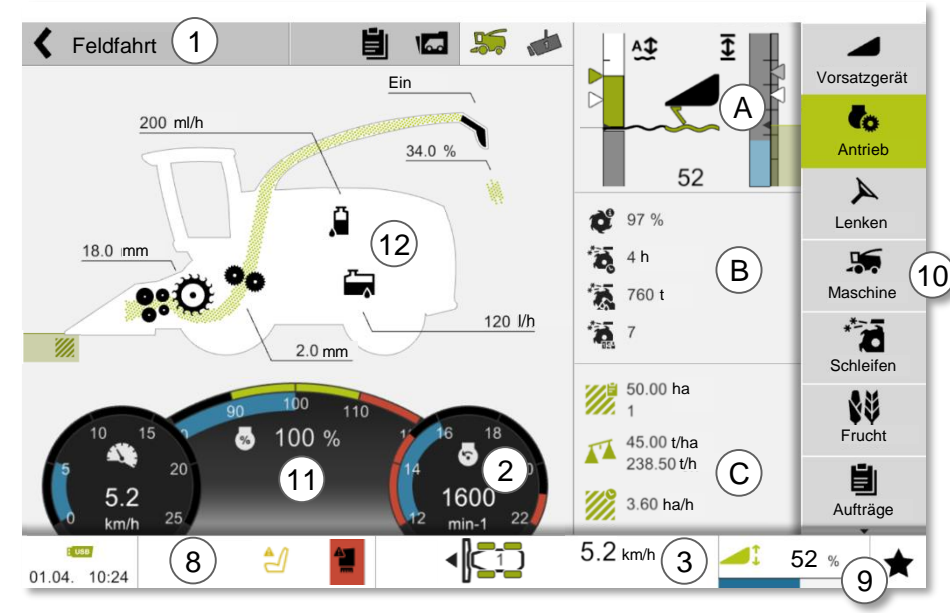 Feldfahrt 1
Ein
200 ml/h
34.0 %
12
18.0 mm
120 l/h
2.0 mm
A
52
97 %
4 h
760 t
7
B
50.00 ha
1
45.00 t/ha
238.50 t/h
3.60 ha/h
C
Vorsatzgerät
Antrieb
Lenken
Maschine
10
Schleifen
Frucht
Aufträge
90 100 110
100 %
11
0 5 10 15 20 25
5.2
km/h
12 14 16 18 22
2
1600
min-1
USB
01.04. 10:24
8
1
5.2 km/h
3
52 %
9